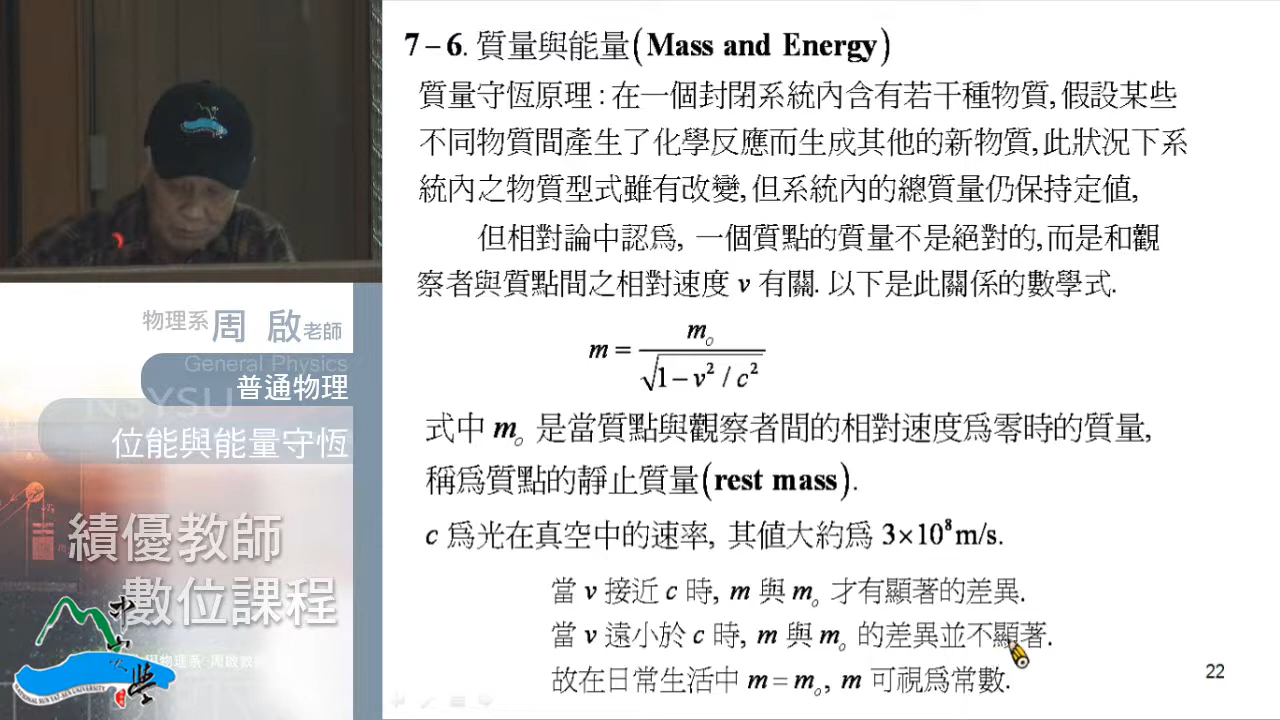 7－6. 質量與能量(Mass and Energy)
質量守恆原理 : 在一個封閉系統內含有若干種物質, 假設某些
不同物質間產生了化學反應而生成其他的新物質, 此狀況下系
統內之物質型式雖有改變, 但系統內的總質量仍保持定值,
但相對論中認爲, 一個質點的質量不是絕對的, 而是和觀
察者與質點間之相對速度 v 有關. 以下是此關係的數學式.
m = m₀ / √(1 − v² / c²)
式中 m₀ 是當質點與觀察者間的相對速度爲零時的質量,
稱爲質點的靜止質量(rest mass).
c 爲光在真空中的速率, 其值大約爲 3×10⁸ m/s.
當 v 接近 c 時, m 與 m₀ 才有顯著的差異.
當 v 遠小於 c 時, m 與 m₀ 的差異並不顯著.
故在日常生活中 m = m₀, m 可視爲常數.
22
物理系 周 啟 老師
General Physics
普通物理
NSYSU
位能與能量守恆
績優教師
數位課程